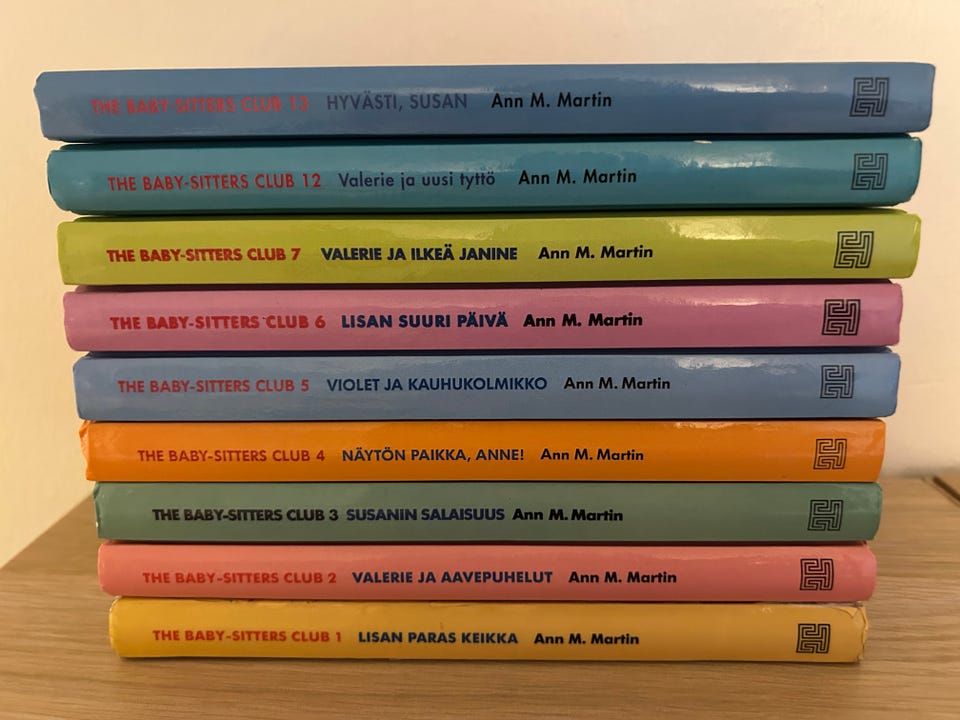 THE BABY-SITTERS CLUB 13 HYVÄSTI, SUSAN Ann M. Martin
THE BABY-SITTERS CLUB 12 Valerie ja uusi tyttö Ann M. Martin
THE BABY-SITTERS CLUB 7 VALERIE JA ILKEÄ JANINE Ann M. Martin
THE BABY-SITTERS CLUB 6 LISAN SUURI PÄIVÄ Ann M. Martin
THE BABY-SITTERS CLUB 5 VIOLET JA KAUHUKOLMIKKO Ann M. Martin
THE BABY-SITTERS CLUB 4 NÄYTÖN PAIKKA, ANNE! Ann M. Martin
THE BABY-SITTERS CLUB 3 SUSANIN SALAISUUS Ann M. Martin
THE BABY-SITTERS CLUB 2 VALERIE JA AAVEPUHELUT Ann M. Martin
THE BABY-SITTERS CLUB 1 LISAN PARAS KEIKKA Ann M. Martin